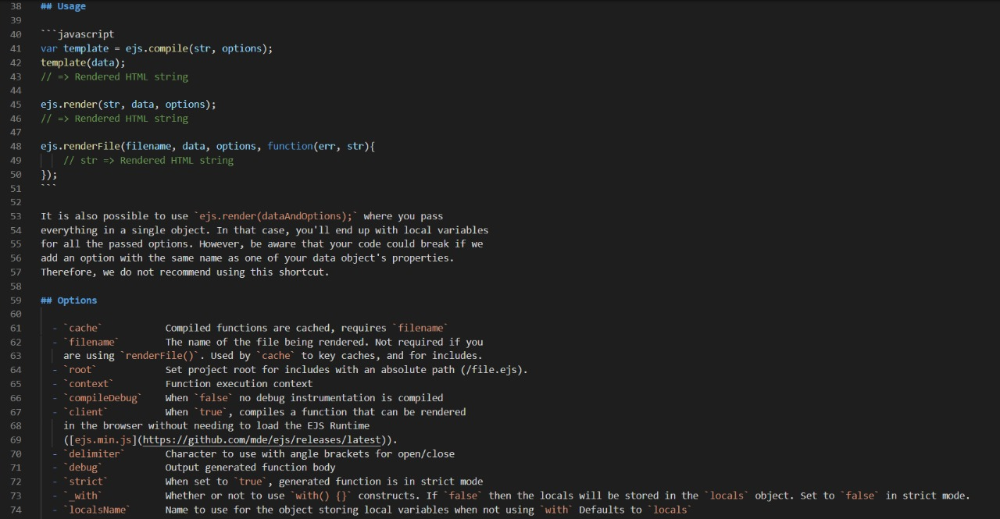 38 ## Usage
39
40 ```javascript
41 var template = ejs.compile(str, options);
42 template(data);
43 // => Rendered HTML string
44
45 ejs.render(str, data, options);
46 // => Rendered HTML string
47
48 ejs.renderFile(filename, data, options, function(err, str){
49     // str => Rendered HTML string
50 });
51 ```
52
53 It is also possible to use `ejs.render(dataAndOptions);` where you pass
54 everything in a single object. In that case, you'll end up with local variables
55 for all the passed options. However, be aware that your code could break if we
56 add an option with the same name as one of your data object's properties.
57 Therefore, we do not recommend using this shortcut.
58
59 ## Options
60
61   - `cache`           Compiled functions are cached, requires `filename`
62   - `filename`        The name of the file being rendered. Not required if you
63     are using `renderFile()`. Used by `cache` to key caches, and for includes.
64   - `root`            Set project root for includes with an absolute path (/file.ejs).
65   - `context`         Function execution context
66   - `compileDebug`    When `false` no debug instrumentation is compiled
67   - `client`          When `true`, compiles a function that can be rendered
68     in the browser without needing to load the EJS Runtime
69     ([ejs.min.js](https://github.com/mde/ejs/releases/latest)).
70   - `delimiter`       Character to use with angle brackets for open/close
71   - `debug`           Output generated function body
72   - `strict`          When set to `true`, generated function is in strict mode
73   - `_with`           Whether or not to use `with() {}` constructs. If `false` then the locals will be stored in the `locals` object. Set to `false` in strict mode.
74   - `localsName`      Name to use for the object storing local variables when not using `with` Defaults to `locals`